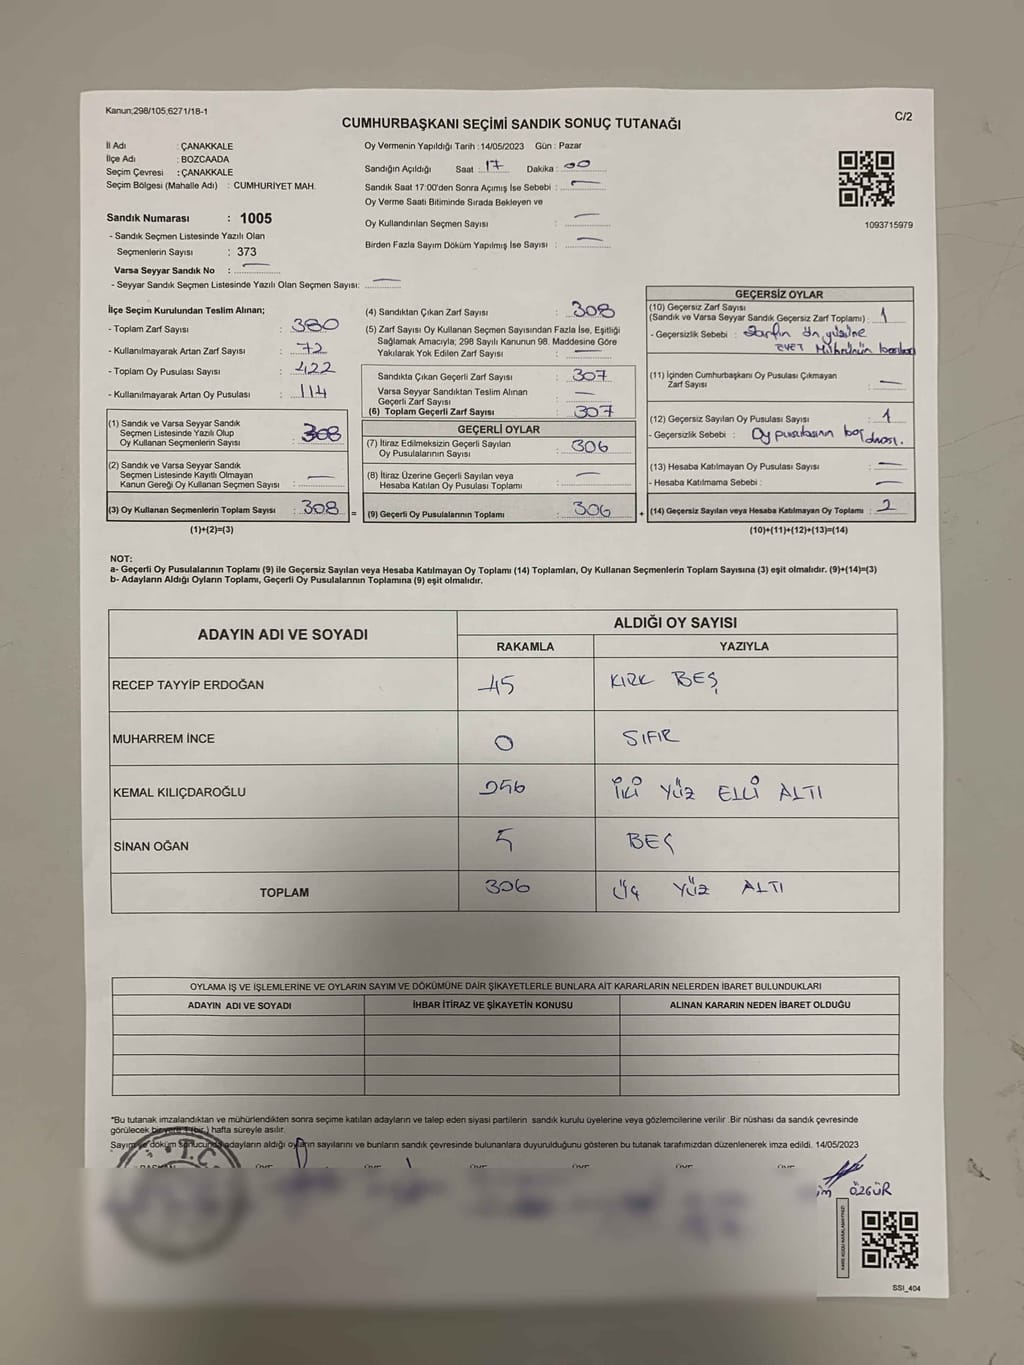 Kanun;298/105;6271/18-1
C/2
CUMHURBAŞKANI SEÇİMİ SANDIK SONUÇ TUTANAĞI
İl Adı : ÇANAKKALE
İlçe Adı : BOZCAADA
Seçim Çevresi : ÇANAKKALE
Seçim Bölgesi (Mahalle Adı) : CUMHURİYET MAH.
Sandık Numarası : 1005
- Sandık Seçmen Listesinde Yazılı Olan
Seçmenlerin Sayısı : 373
Varsa Seyyar Sandık No :
- Seyyar Sandık Seçmen Listesinde Yazılı Olan Seçmen Sayısı:
Oy Vermenin Yapıldığı Tarih : 14/05/2023 Gün : Pazar
Sandığın Açıldığı Saat : 17 Dakika : 00
Sandık Saat 17:00'den Sonra Açımış İse Sebebi :
Oy Verme Saati Bitiminde Sırada Bekleyen ve
Oy Kullandırılan Seçmen Sayısı :
Birden Fazla Sayım Döküm Yapılmış İse Sayısı :
1093715979
İlçe Seçim Kurulundan Teslim Alınan;
- Toplam Zarf Sayısı : 380
- Kullanılmayarak Artan Zarf Sayısı : 72
- Toplam Oy Pusulası Sayısı : 422
- Kullanılmayarak Artan Oy Pusulası : 114
(1) Sandık ve Varsa Seyyar Sandık
Seçmen Listesinde Yazılı Olup
Oy Kullanan Seçmenlerin Sayısı : 308
(2) Sandık ve Varsa Seyyar Sandık
Seçmen Listesinde Kayıtlı Olmayan
Kanun Gereği Oy Kullanan Seçmen Sayısı :
(3) Oy Kullanan Seçmenlerin Toplam Sayısı : 308 =
(1)+(2)=(3)
(4) Sandıktan Çıkan Zarf Sayısı : 308
(5) Zarf Sayısı Oy Kullanan Seçmen Sayısından Fazla İse, Eşitliği
Sağlamak Amacıyla; 298 Sayılı Kanunun 98. Maddesine Göre
Yakılarak Yok Edilen Zarf Sayısı :
Sandıkta Çıkan Geçerli Zarf Sayısı : 307
Varsa Seyyar Sandıktan Teslim Alınan
Geçerli Zarf Sayısı :
(6) Toplam Geçerli Zarf Sayısı : 307
GEÇERLİ OYLAR
(7) İtiraz Edilmeksizin Geçerli Sayılan
Oy Pusulalarının Sayısı : 306
(8) İtiraz Üzerine Geçerli Sayılan veya
Hesaba Katılan Oy Pusulası Toplamı :
(9) Geçerli Oy Pusulalarının Toplamı : 306 +
GEÇERSİZ OYLAR
(10) Geçersiz Zarf Sayısı
(Sandık ve Varsa Seyyar Sandık Geçersiz Zarf Toplamı) : 1
- Geçersizlik Sebebi : Zarfın ön yüzüne
EVET Mührünün
(11) İçinden Cumhurbaşkanı Oy Pusulası Çıkmayan
Zarf Sayısı :
(12) Geçersiz Sayılan Oy Pusulası Sayısı : 1
- Geçersizlik Sebebi : Oy pusulasının boş
(13) Hesaba Katılmayan Oy Pusulası Sayısı :
- Hesaba Katılmama Sebebi :
(14) Geçersiz Sayılan veya Hesaba Katılmayan Oy Toplamı : 2
(10)+(11)+(12)+(13)=(14)
NOT:
a- Geçerli Oy Pusulalarının Toplamı (9) ile Geçersiz Sayılan veya Hesaba Katılmayan Oy Toplamı (14) Toplamları, Oy Kullanan Seçmenlerin Toplam Sayısına (3) eşit olmalıdır. (9)+(14)=(3)
b- Adayların Aldığı Oyların Toplamı, Geçerli Oy Pusulalarının Toplamına (9) eşit olmalıdır.
ADAYIN ADI VE SOYADI
ALDIĞI OY SAYISI
RAKAMLA YAZIYLA
RECEP TAYYİP ERDOĞAN 45 KIRK BEŞ
MUHARREM İNCE 0 SIFIR
KEMAL KILIÇDAROĞLU 256 İKİ YÜZ ELLİ ALTI
SİNAN OĞAN 5 BEŞ
TOPLAM 306 ÜÇ YÜZ ALTI
OYLAMA İŞ VE İŞLEMLERİNE VE OYLARIN SAYIM VE DÖKÜMÜNE DAİR ŞİKAYETLERLE BUNLARA AİT KARARLARIN NELERDEN İBARET BULUNDUKLARI
ADAYIN ADI VE SOYADI İHBAR İTİRAZ VE ŞİKAYETİN KONUSU ALINAN KARARIN NEDEN İBARET OLDUĞU
*Bu tutanak imzalandıktan ve mühürlendikten sonra seçime katılan adayların ve talep eden siyasi partilerin sandık kurulu üyelerine veya gözlemcilerine verilir. Bir nüshası da sandık çevresinde
görülecek bir yere 1 (bir) hafta süreyle asılır.
Sayım ve döküm sonucunda adayların aldığı oyların sayılarını ve bunların sandık çevresinde bulunanlara duyurulduğunu gösteren bu tutanak tarafımızdan düzenlenerek imza edildi. 14/05/2023
T.C.
ÖZGÜR
SSI_404